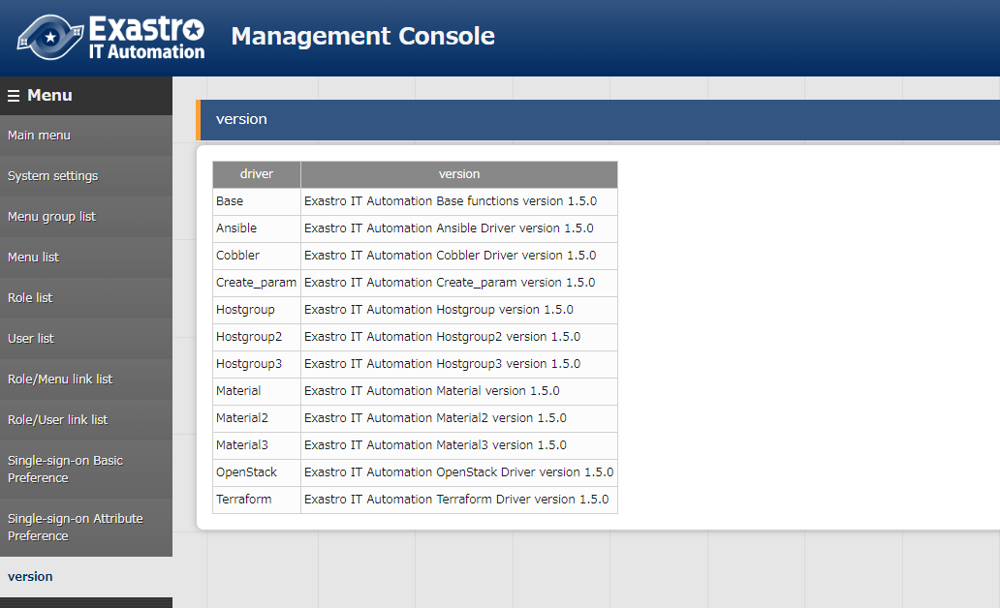 Exastro
IT Automation
Management Console
Menu
Main menu
System settings
Menu group list
Menu list
Role list
User list
Role/Menu link list
Role/User link list
Single-sign-on Basic
Preference
Single-sign-on Attribute
Preference
version
version
driver version
Base Exastro IT Automation Base functions version 1.5.0
Ansible Exastro IT Automation Ansible Driver version 1.5.0
Cobbler Exastro IT Automation Cobbler Driver version 1.5.0
Create_param Exastro IT Automation Create_param version 1.5.0
Hostgroup Exastro IT Automation Hostgroup version 1.5.0
Hostgroup2 Exastro IT Automation Hostgroup2 version 1.5.0
Hostgroup3 Exastro IT Automation Hostgroup3 version 1.5.0
Material Exastro IT Automation Material version 1.5.0
Material2 Exastro IT Automation Material2 version 1.5.0
Material3 Exastro IT Automation Material3 version 1.5.0
OpenStack Exastro IT Automation OpenStack Driver version 1.5.0
Terraform Exastro IT Automation Terraform Driver version 1.5.0